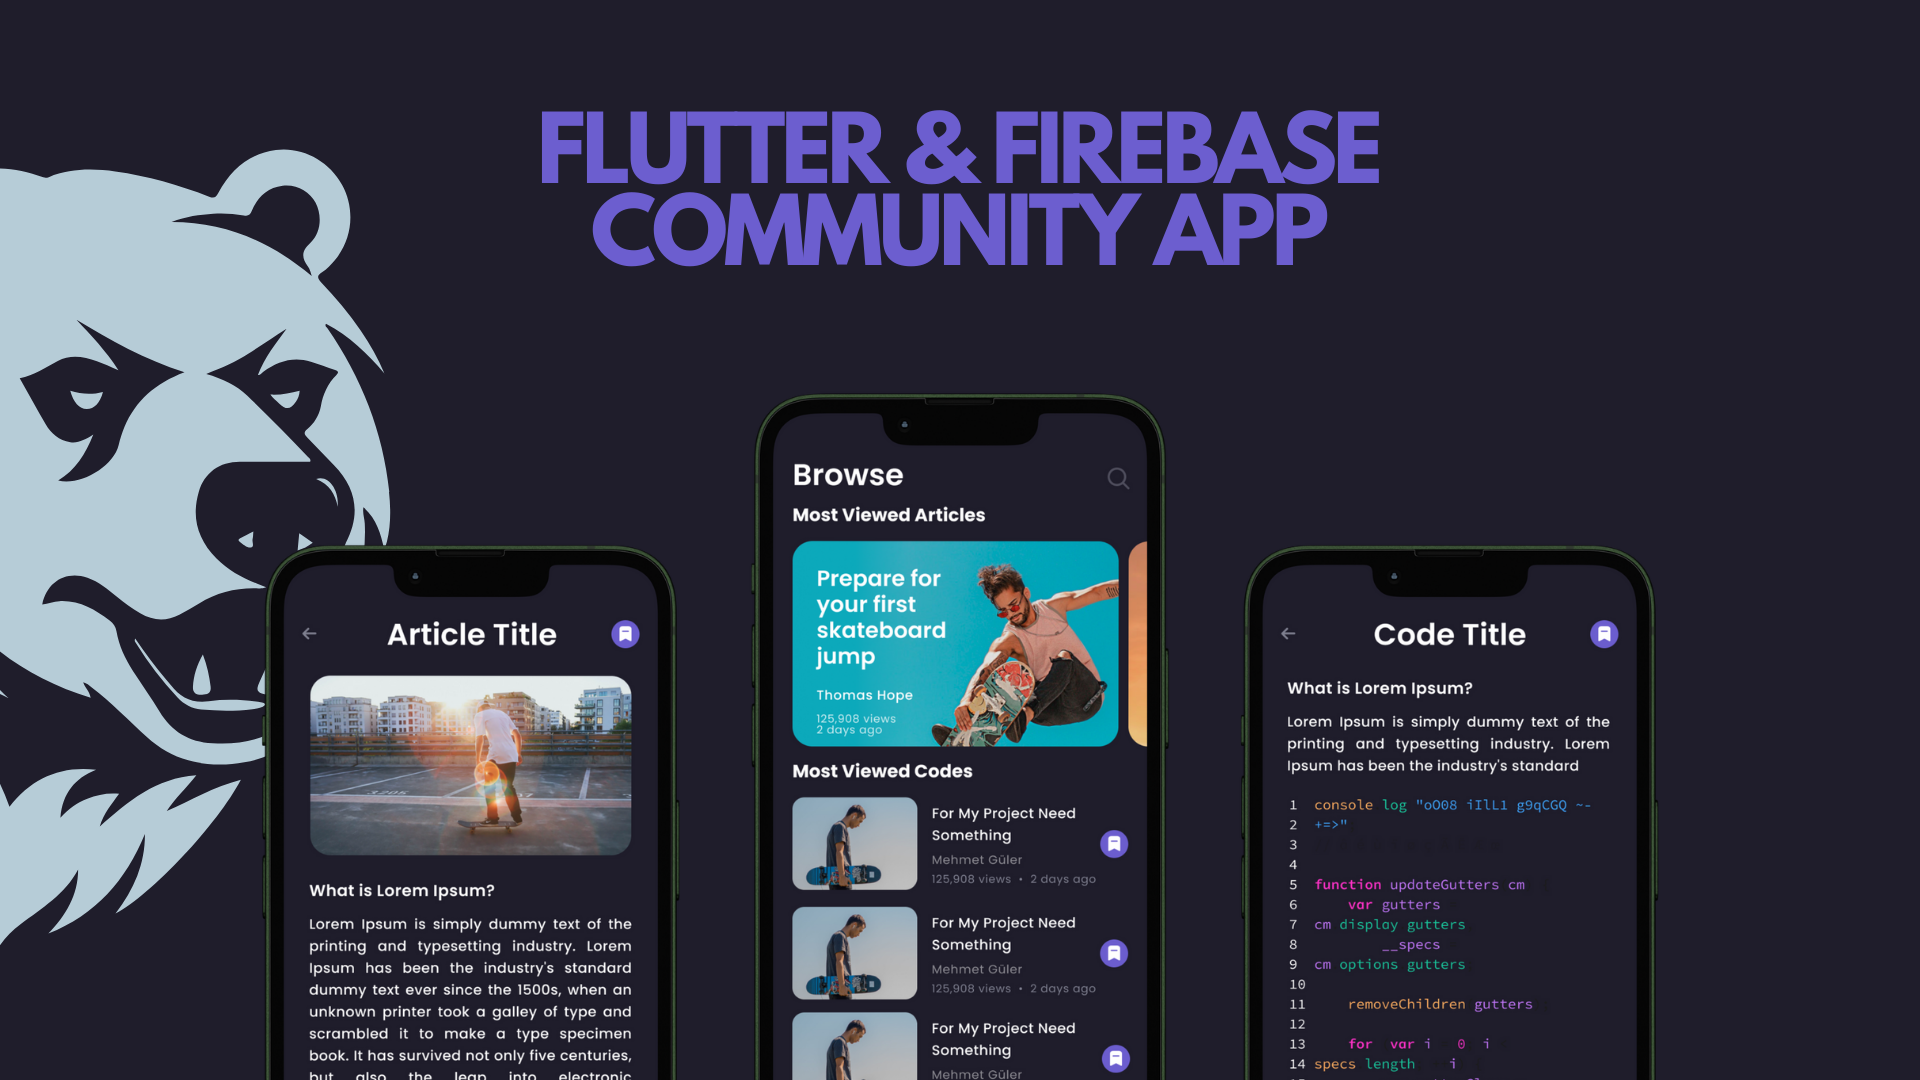 FLUTTER & FIREBASE
COMMUNITY APP
Article Title
What is Lorem Ipsum?
Lorem Ipsum is simply dummy text of the
printing and typesetting industry. Lorem
Ipsum has been the industry's standard
dummy text ever since the 1500s, when an
unknown printer took a galley of type and
scrambled it to make a type specimen
book. It has survived not only five centuries,
but also the leap into electronic
Browse
Most Viewed Articles
Prepare for
your first
skateboard
jump
Thomas Hope
125,908 views
2 days ago
Most Viewed Codes
For My Project Need
Something
Mehmet Güler
125,908 views • 2 days ago
For My Project Need
Something
Mehmet Güler
125,908 views • 2 days ago
For My Project Need
Something
Mehmet Güler
Code Title
What is Lorem Ipsum?
Lorem Ipsum is simply dummy text of the
printing and typesetting industry. Lorem
Ipsum has been the industry's standard
1 console log "oO08 iIlL1 g9qCGQ ~-
2 +=>"
3
4
5 function updateGutters cm
6 var gutters
7 cm display gutters
8 __specs
9 cm options gutters
10
11 removeChildren gutters
12
13 for var i 0 i
14 specs length i